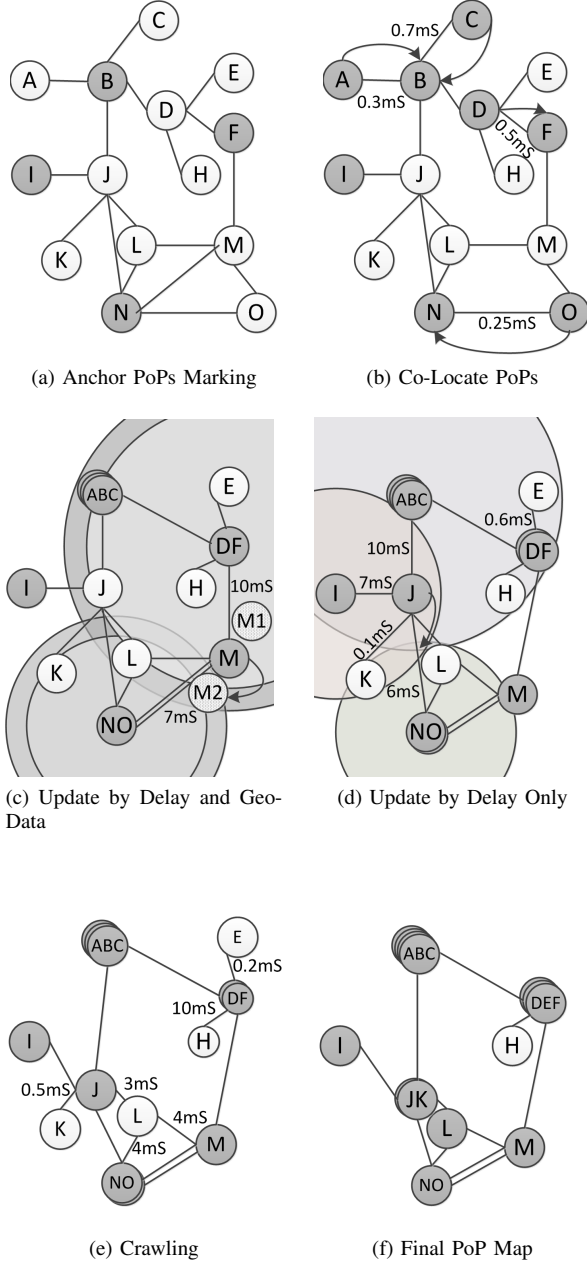 C
A
B
E
D
F
I
J
H
K
L
M
N
O
(a) Anchor PoPs Marking
C
0.7mS
A
B
E
0.3mS
D
0.5mS
F
I
J
H
K
L
M
N
O
0.25mS
(b) Co-Locate PoPs
ABC
E
DF
I
J
H
10mS
M1
K
L
M
M2
NO
7mS
(c) Update by Delay and Geo-
Data
ABC
E
0.6mS
10mS
DF
I
7mS
J
H
0.1mS
K
L
6mS
M
NO
(d) Update by Delay Only
ABC
E
0.2mS
DF
10mS
I
H
0.5mS
J
3mS
K
L
4mS
4mS
M
NO
(e) Crawling
ABC
DEF
I
H
JK
L
M
NO
(f) Final PoP Map